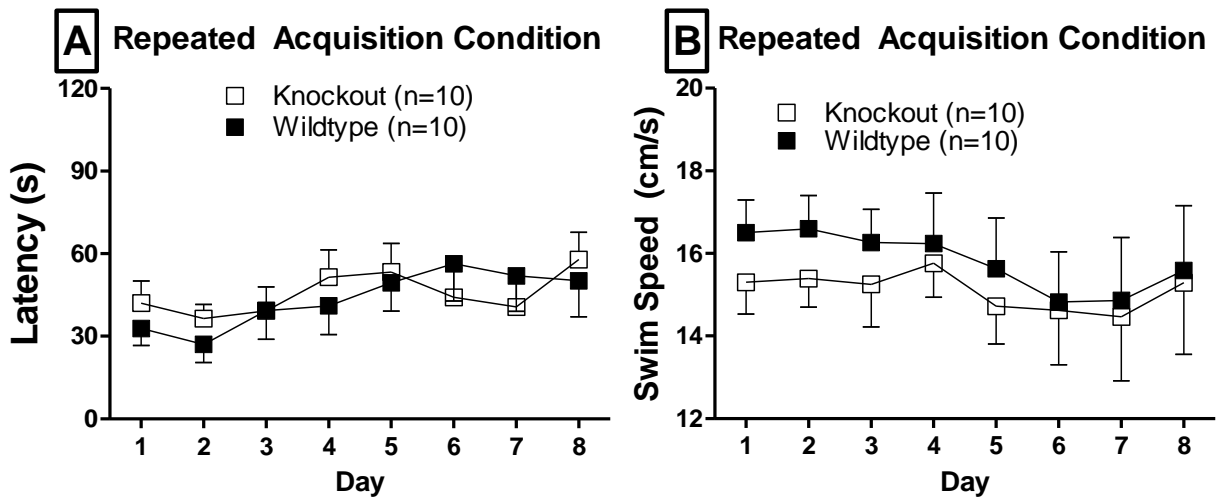 A Repeated Acquisition Condition
Knockout (n=10)
Wildtype (n=10)
Latency (s)
120
90
60
30
0
1 2 3 4 5 6 7 8
Day
B Repeated Acquisition Condition
Knockout (n=10)
Wildtype (n=10)
Swim Speed (cm/s)
20
18
16
14
12
1 2 3 4 5 6 7 8
Day